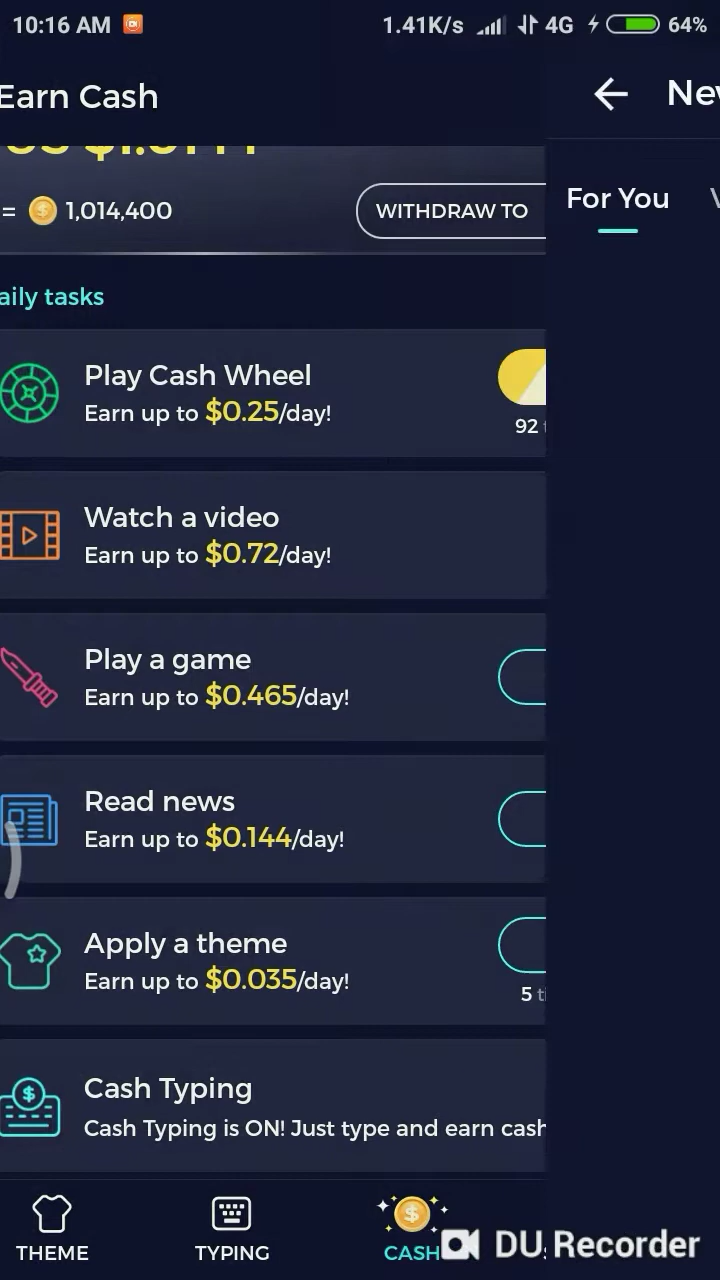 10:16 AM 1.41K/s 4G 64%
Earn Cash
Nev
= 1,014,400
WITHDRAW TO
For You
aily tasks
Play Cash Wheel
Earn up to $0.25/day!
92
Watch a video
Earn up to $0.72/day!
Play a game
Earn up to $0.465/day!
Read news
Earn up to $0.144/day!
Apply a theme
Earn up to $0.035/day!
5 ti
Cash Typing
Cash Typing is ON! Just type and earn cash
THEME
TYPING
CASH
DU Recorder